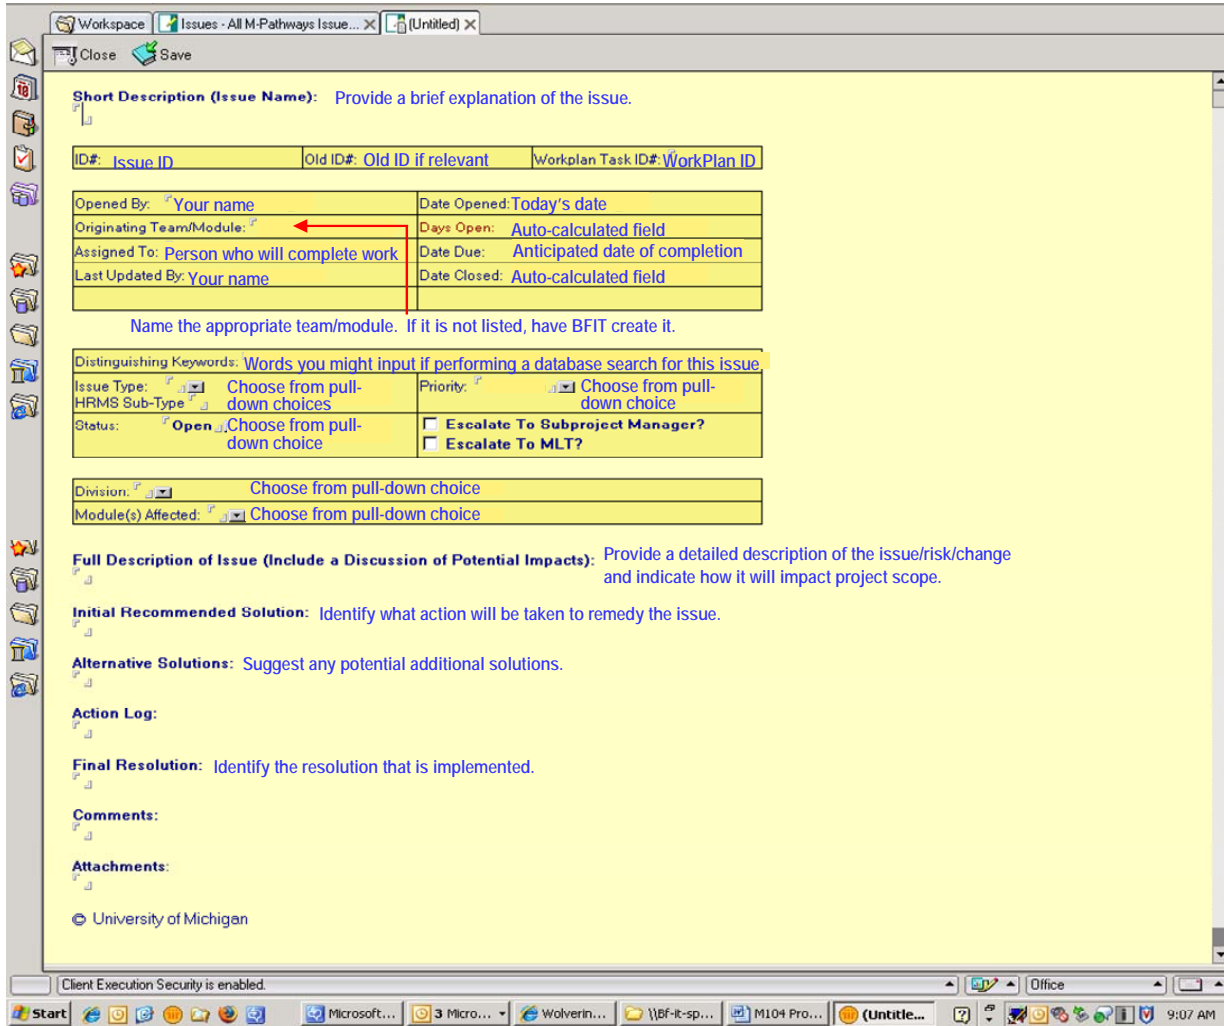 Workspace Issues - All M-Pathways Issue... (Untitled)
Close Save
Short Description (Issue Name): Provide a brief explanation of the issue.
ID#: Issue ID Old ID#: Old ID if relevant Workplan Task ID#: WorkPlan ID
Opened By: Your name Date Opened: Today's date
Originating Team/Module: Days Open: Auto-calculated field
Assigned To: Person who will complete work Date Due: Anticipated date of completion
Last Updated By: Your name Date Closed: Auto-calculated field
Name the appropriate team/module. If it is not listed, have BFIT create it.
Distinguishing Keywords: Words you might input if performing a database search for this issue.
Issue Type: Choose from pull- Priority: Choose from pull-
HRMS Sub-Type down choices down choice
Status: Open Choose from pull- Escalate To Subproject Manager?
down choice Escalate To MLT?
Division: Choose from pull-down choice
Module(s) Affected: Choose from pull-down choice
Full Description of Issue (Include a Discussion of Potential Impacts): Provide a detailed description of the issue/risk/change
and indicate how it will impact project scope.
Initial Recommended Solution: Identify what action will be taken to remedy the issue.
Alternative Solutions: Suggest any potential additional solutions.
Action Log:
Final Resolution: Identify the resolution that is implemented.
Comments:
Attachments:
© University of Michigan
Client Execution Security is enabled. Office
Start Microsoft... 3 Micro... Wolverin... \\Bf-it-sp... M104 Pro... (Untitle... 9:07 AM